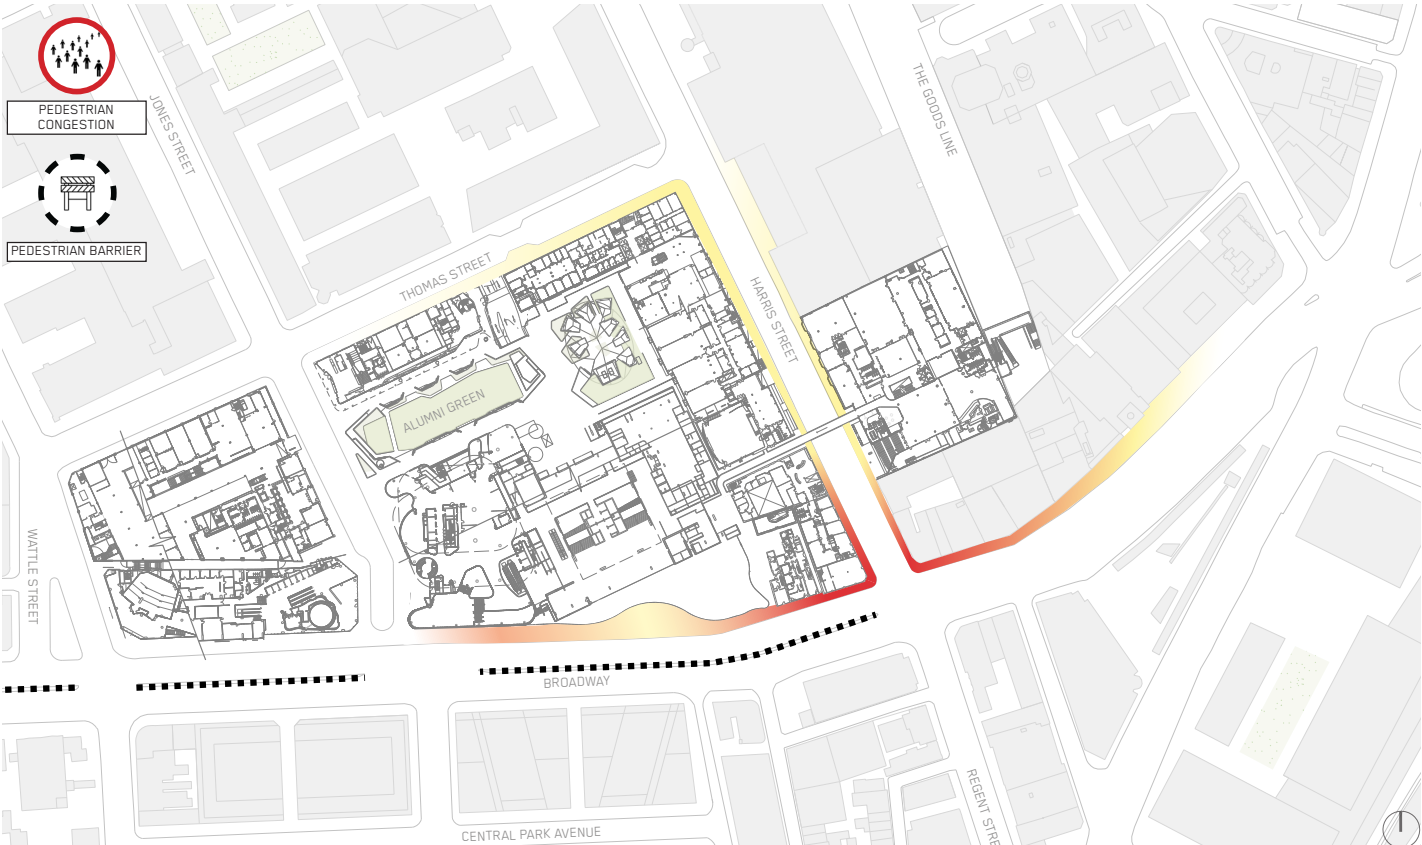 PEDESTRIAN
CONGESTION
PEDESTRIAN BARRIER
JONES STREET
THE GOODS LINE
THOMAS STREET
HARRIS STREET
ALUMNI GREEN
WATTLE STREET
BROADWAY
REGENT STRE
CENTRAL PARK AVENUE